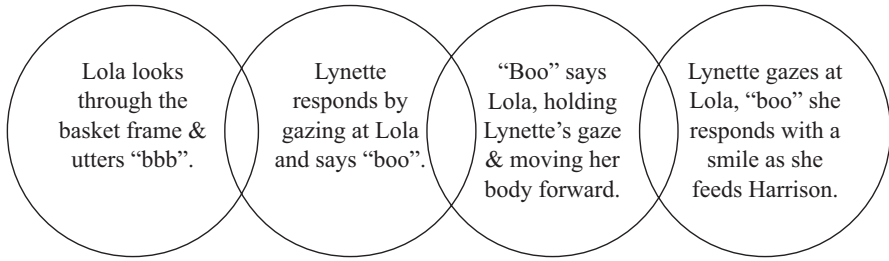 Lola looks
through the
basket frame &
utters “bbb”.
Lynette
responds by
gazing at Lola
and says “boo”.
“Boo” says
Lola, holding
Lynette’s gaze
& moving her
body forward.
Lynette gazes at
Lola, “boo” she
responds with a
smile as she
feeds Harrison.